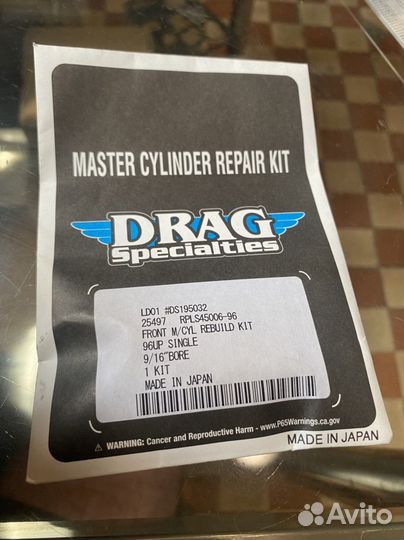 MASTER CYLINDER REPAIR KIT
DRAG
Specialties
LD01 #DS195032
25497 RPLS45006-96
FRONT M/CYL REBUILD KIT
96UP SINGLE
9/16"BORE
1 KIT
MADE IN JAPAN
WARNING: Cancer and Reproductive Harm - www.P65Warnings.ca.gov
MADE IN JAPAN
Avito